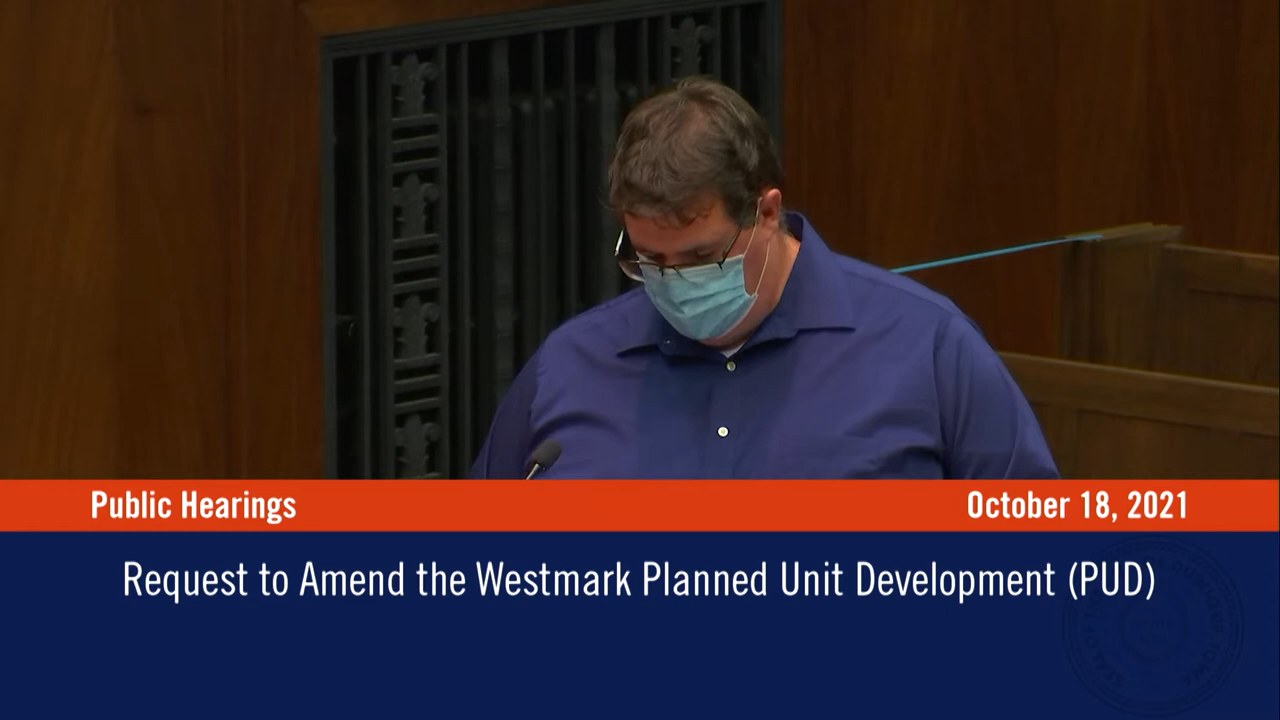 Public Hearings
October 18, 2021
Request to Amend the Westmark Planned Unit Development (PUD)